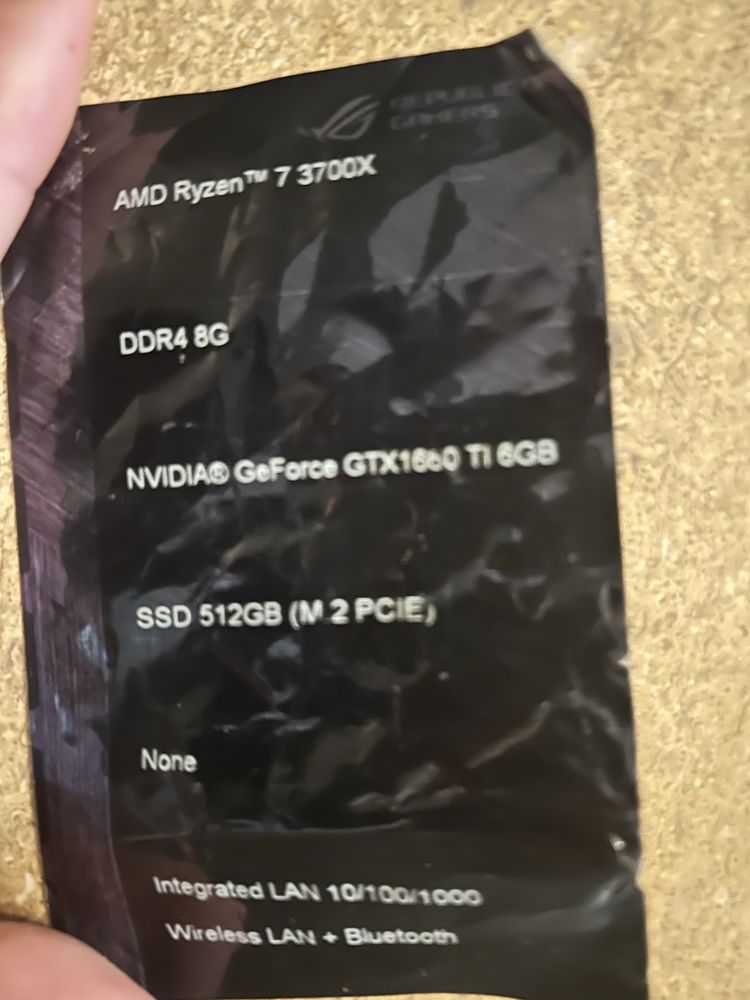 REPUBLIC
GAMERS
AMD Ryzen™ 7 3700X
DDR4 8G
NVIDIA® GeForce GTX1660 Ti 6GB
SSD 512GB (M.2 PCIE)
None
Integrated LAN 10/100/1000
Wireless LAN + Bluetooth